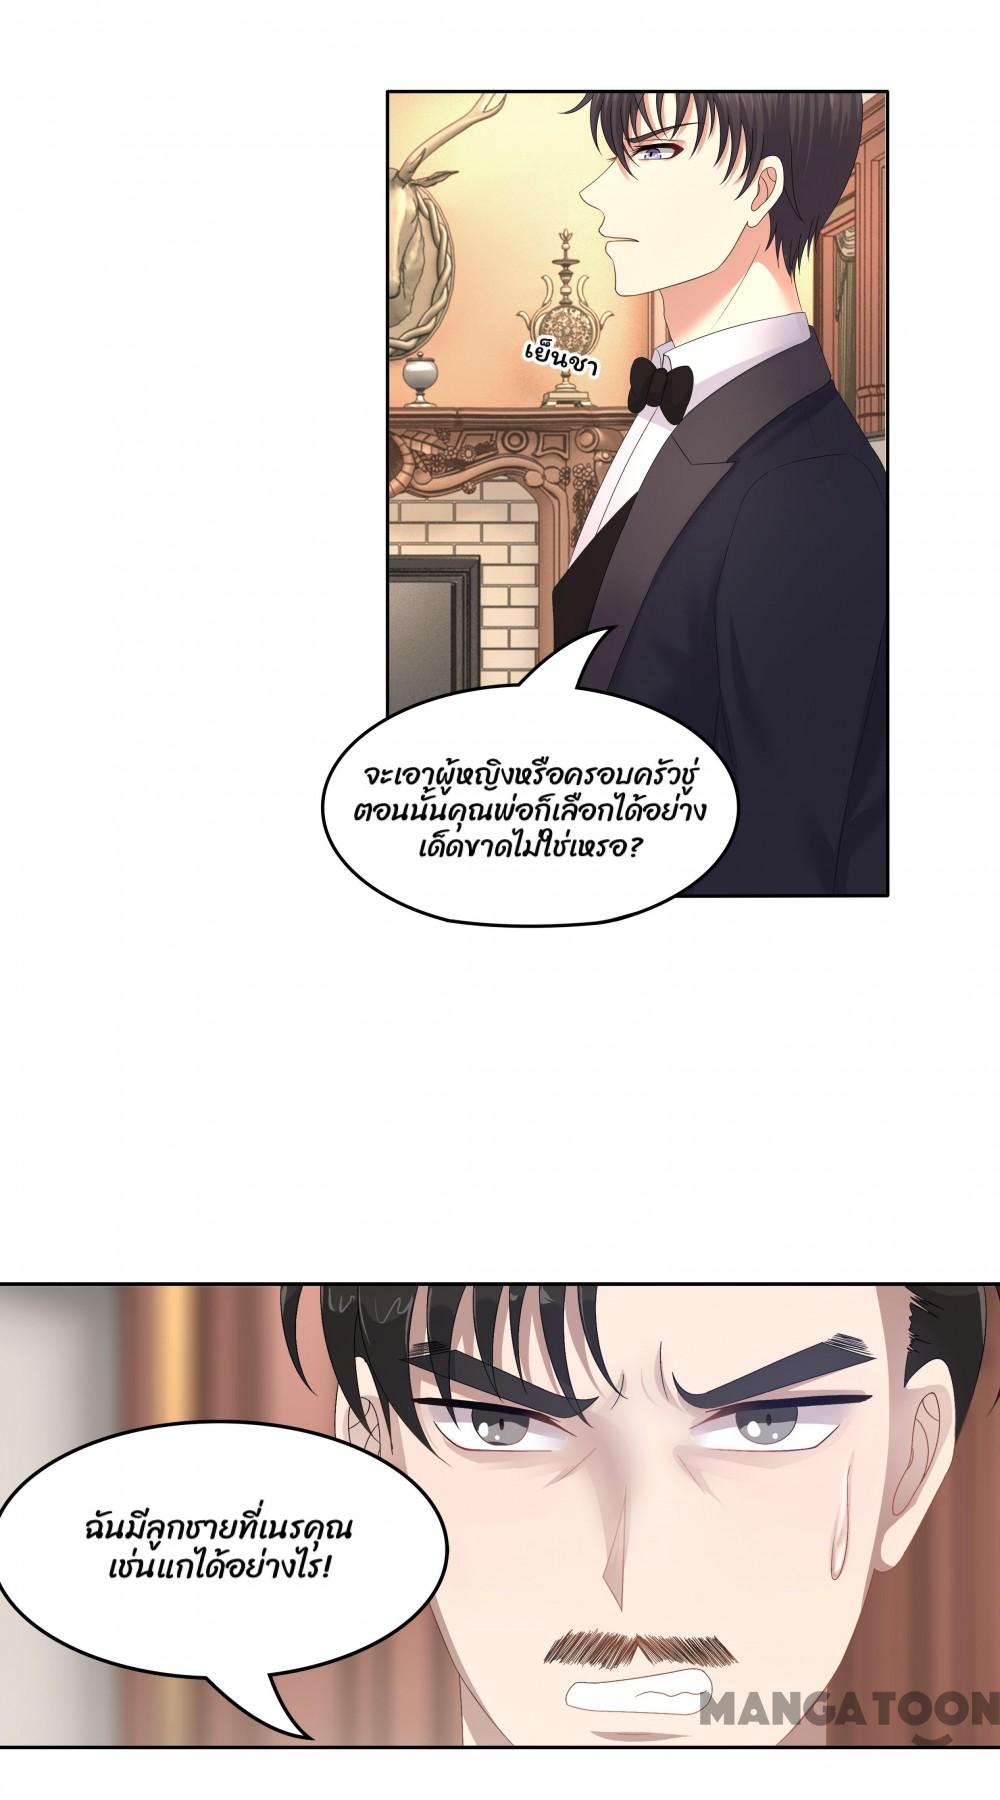 เย็นชา
จะเอาผู้หญิงหรือครอบครัวชู่
ตอนนั้นคุณพ่อก็เลือกได้อย่าง
เด็ดขาดไม่ใช่เหรอ?
ฉันมีลูกชายที่เนรคุณ
เช่นแกได้อย่างไร!
MANGATOON